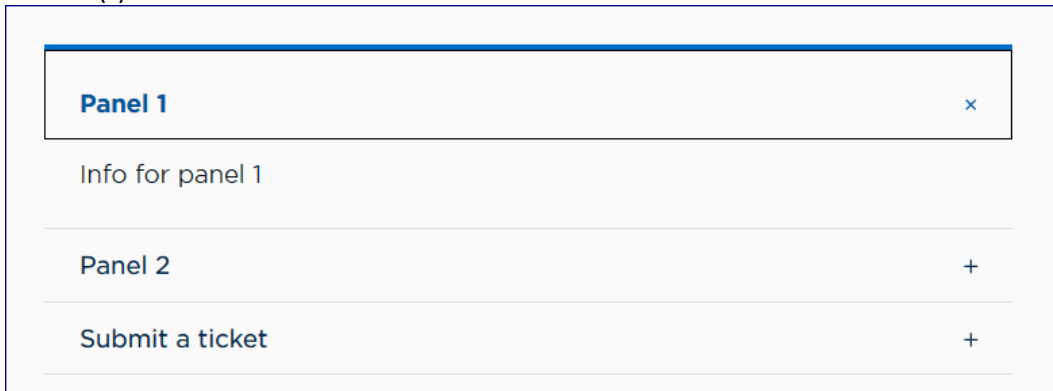 Panel 1 ×
Info for panel 1
Panel 2 +
Submit a ticket +